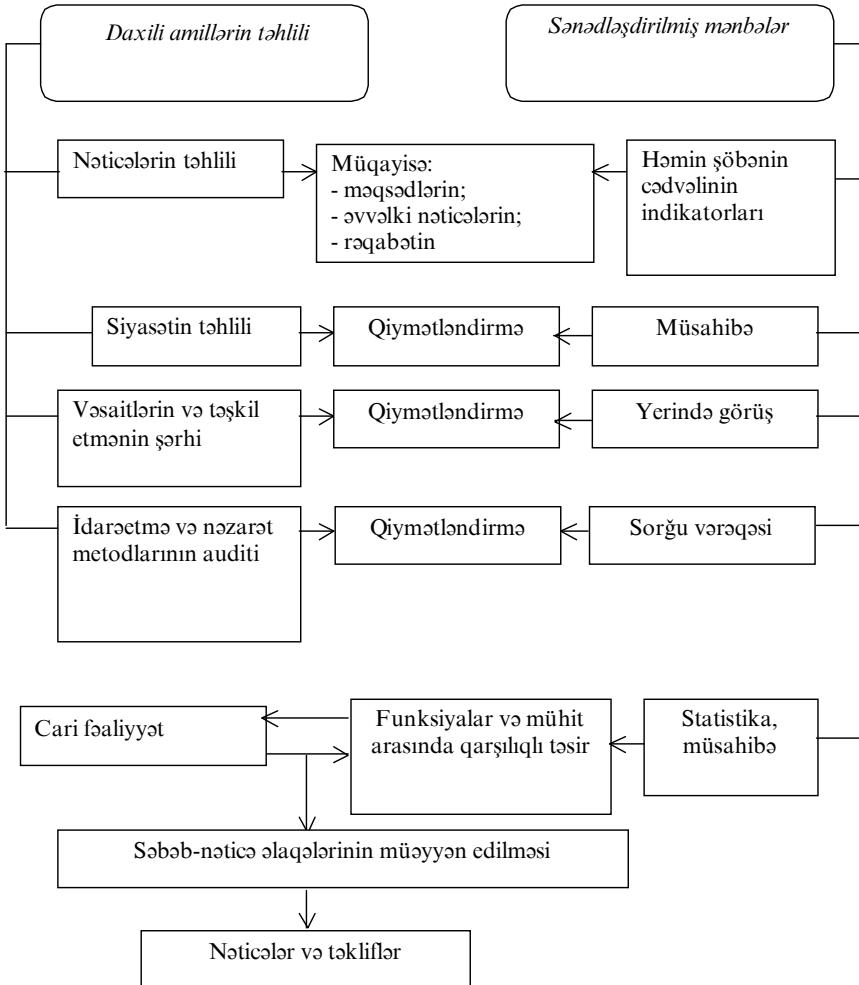 Daxili amillərin təhlili
Sənədləşdirilmiş mənbələr
Nəticələrin təhlili
Müqayisə:
- məqsədlərin;
- əvvəlki nəticələrin;
- rəqabətin
Həmin şöbənin
cədvəlinin
indikatorları
Siyasətin təhlili
Qiymətləndirmə
Müsahibə
Vəsaitlərin və təşkil
etmənin şərhi
Qiymətləndirmə
Yerində görüş
İdarəetmə və nəzarət
metodlarının auditi
Qiymətləndirmə
Sorğu vərəqəsi
Cari fəaliyyət
Funksiyalar və mühit
arasında qarşılıqlı təsir
Statistika,
müsahibə
Səbəb-nəticə əlaqələrinin müəyyən edilməsi
Nəticələr və təkliflər